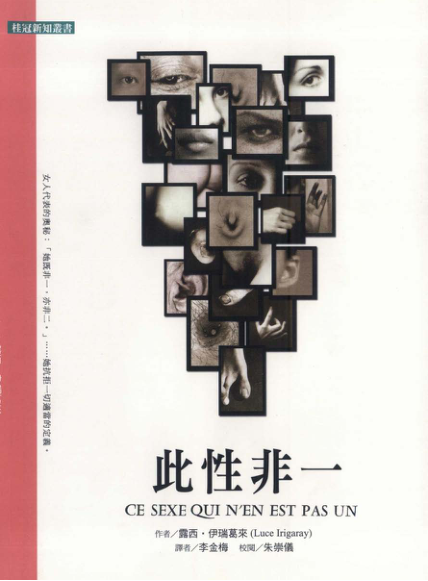 桂冠新知叢書
女人代表的奧秘:「她既非一,亦非二。」……她抗拒一切適當的定義。
此性非一
CE SEXE QUI N'EN EST PAS UN
作者╱露西・伊瑞葛來 (Luce Irigaray)
譯者╱李金梅 校閱╱朱崇儀